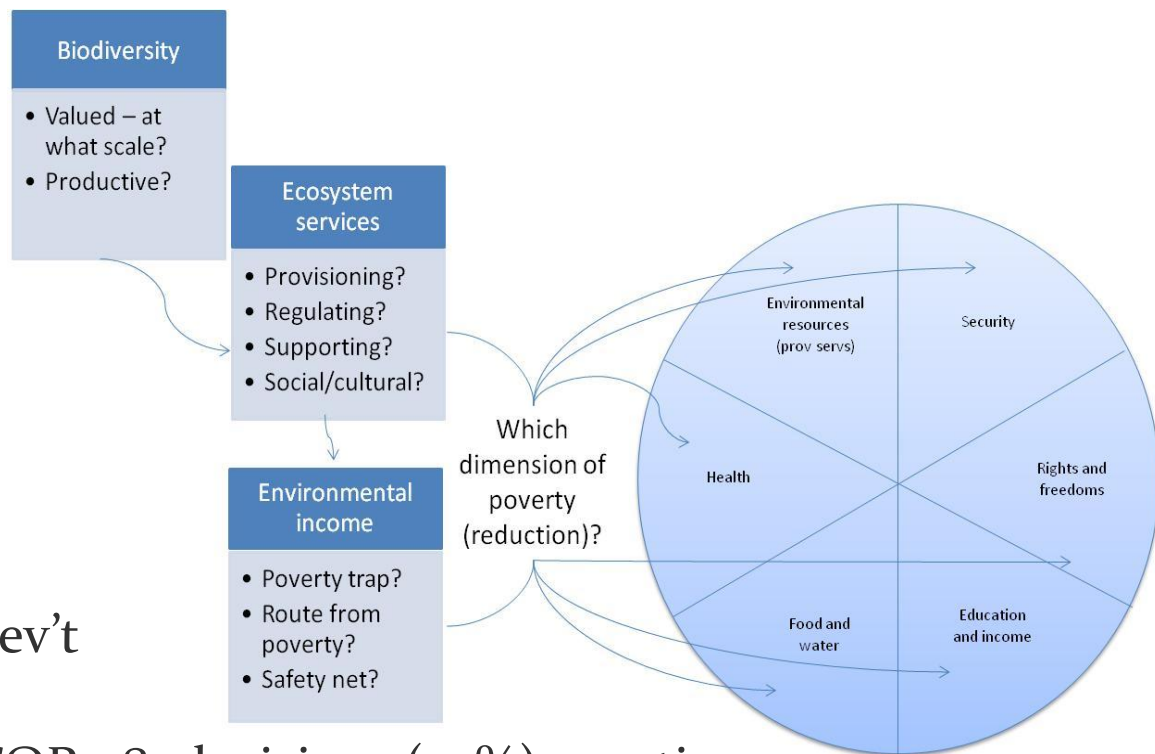 Biodiversity
• Valued – at
what scale?
• Productive?
Ecosystem
services
• Provisioning?
• Regulating?
• Supporting?
• Social/cultural?
Environmental
income
• Poverty trap?
• Route from
poverty?
• Safety net?
Which
dimension of
poverty
(reduction)?
Environmental
resources
(prov servs)
Security
Health
Rights and
freedoms
Food and
water
Education
and income
ev't